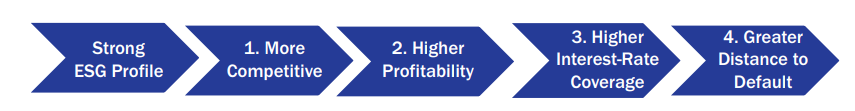 Strong
ESG Profile
1. More
Competitive
2. Higher
Profitability
3. Higher
Interest-Rate
Coverage
4. Greater
Distance to
Default